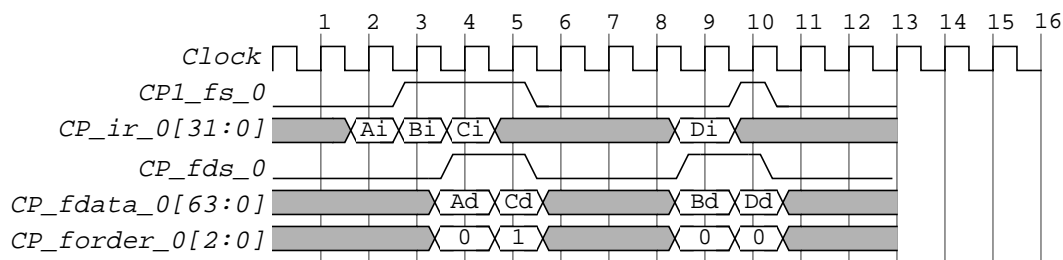 1 2 3 4 5 6 7 8 9 10 11 12 13 14 15 16
Clock
CP1_fs_0
CP_ir_0[31:0] Ai Bi Ci Di
CP_fds_0
CP_fdata_0[63:0] Ad Cd Bd Dd
CP_forder_0[2:0] 0 1 0 0